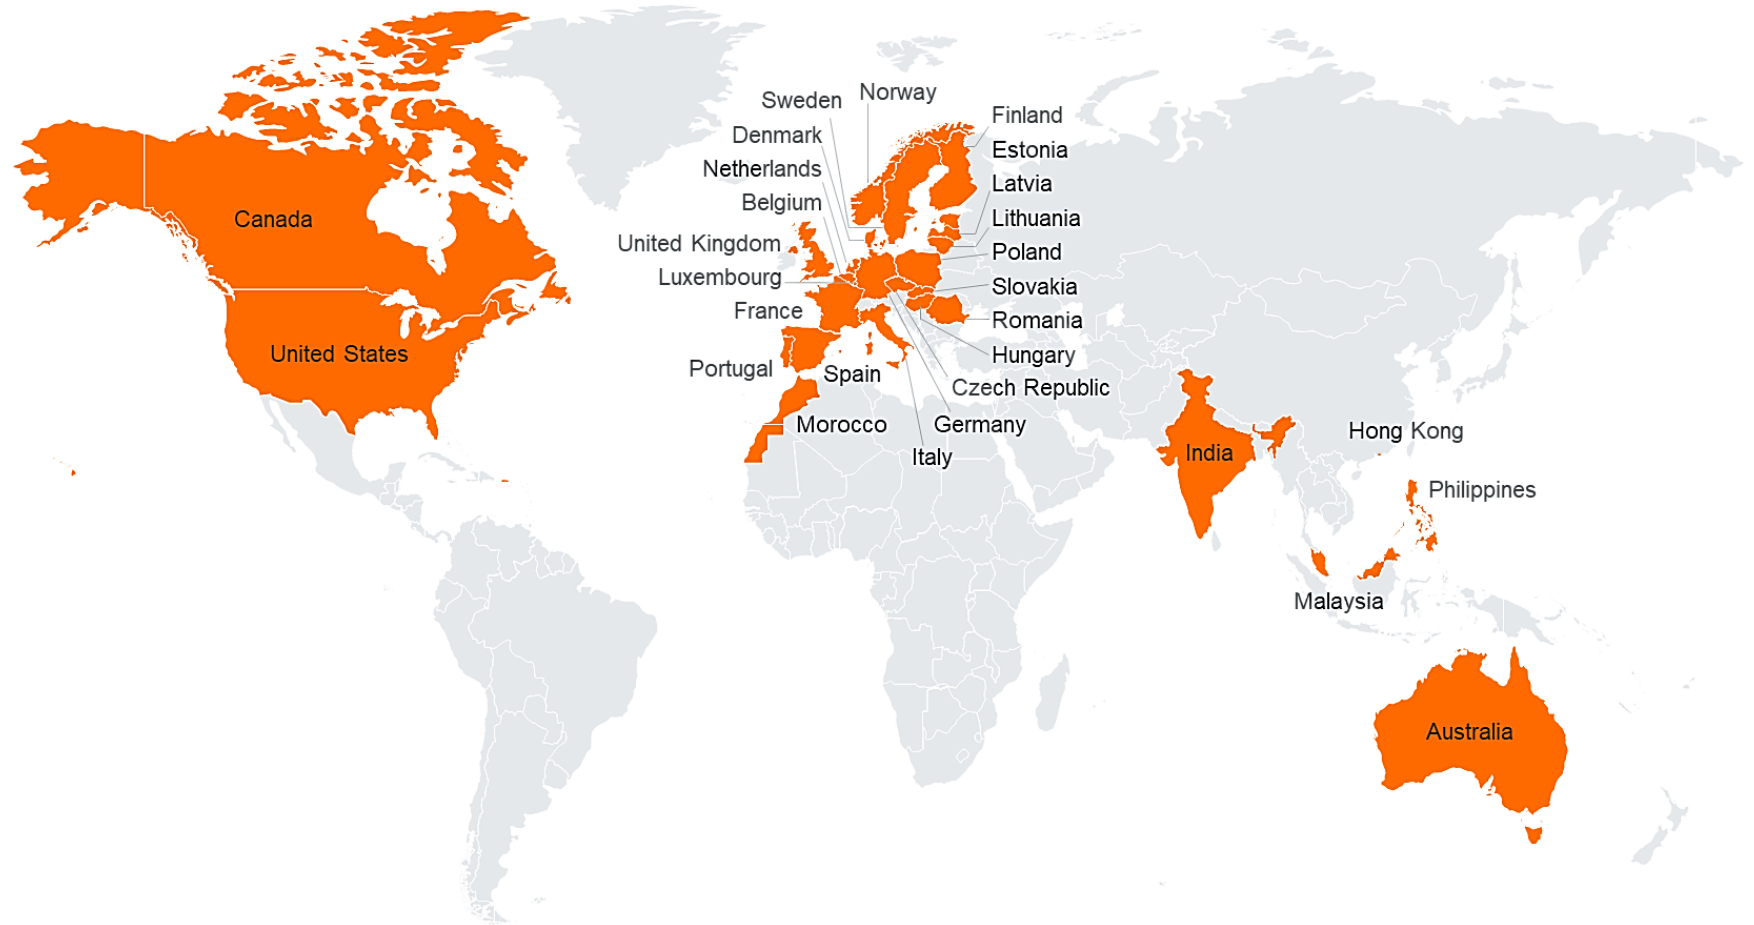 Canada
United States
Sweden
Norway
Denmark
Netherlands
Belgium
United Kingdom
Luxembourg
France
Portugal
Spain
Morocco
Finland
Estonia
Latvia
Lithuania
Poland
Slovakia
Romania
Hungary
Czech Republic
Germany
Italy
India
Hong Kong
Philippines
Malaysia
Australia